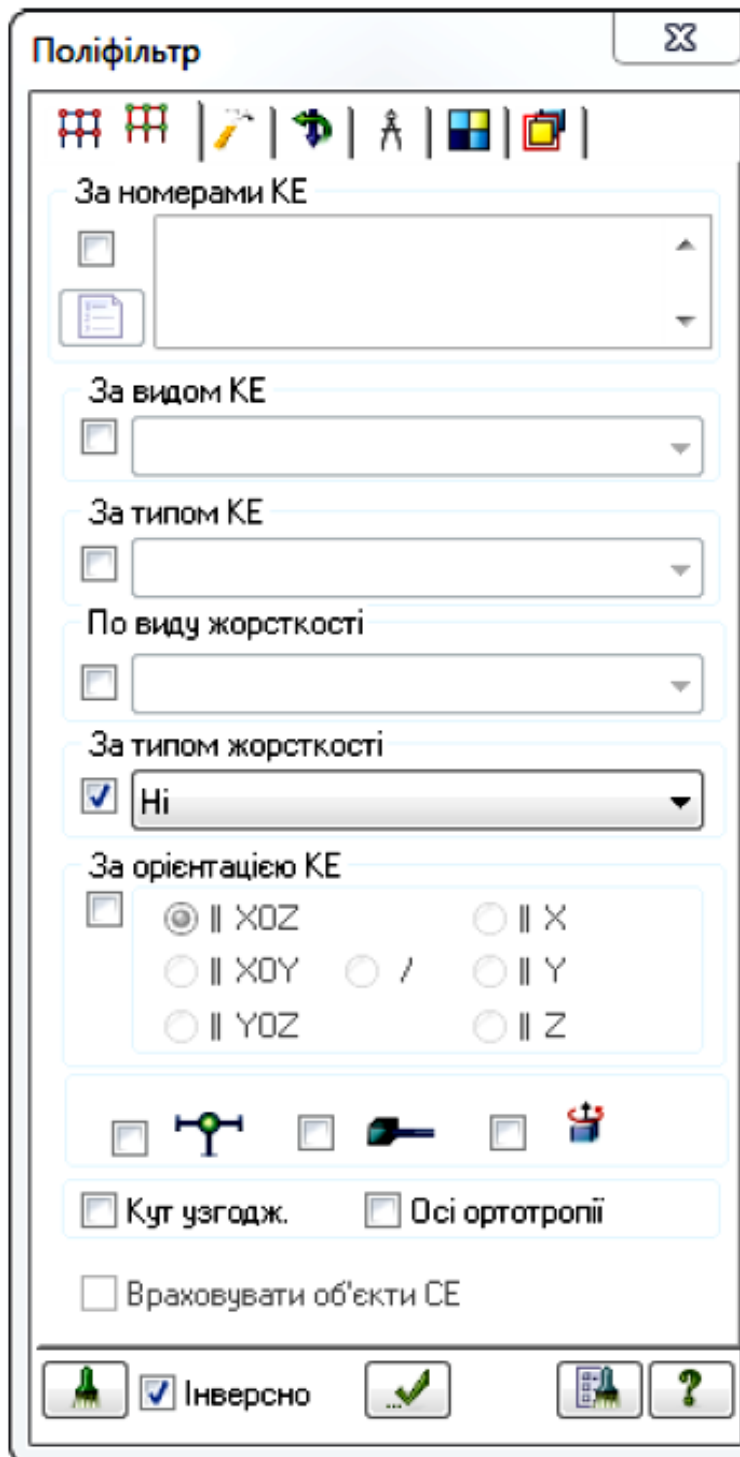 Поліфільтр
За номерами КЕ
За видом КЕ
За типом КЕ
По виду жорсткості
За типом жорсткості
Ні
За орієнтацією КЕ
|| XOZ || X
|| XOY / || Y
|| YOZ || Z
Кут узгодж. Осі ортотропії
Враховувати об'єкти СЕ
Інверсно ?